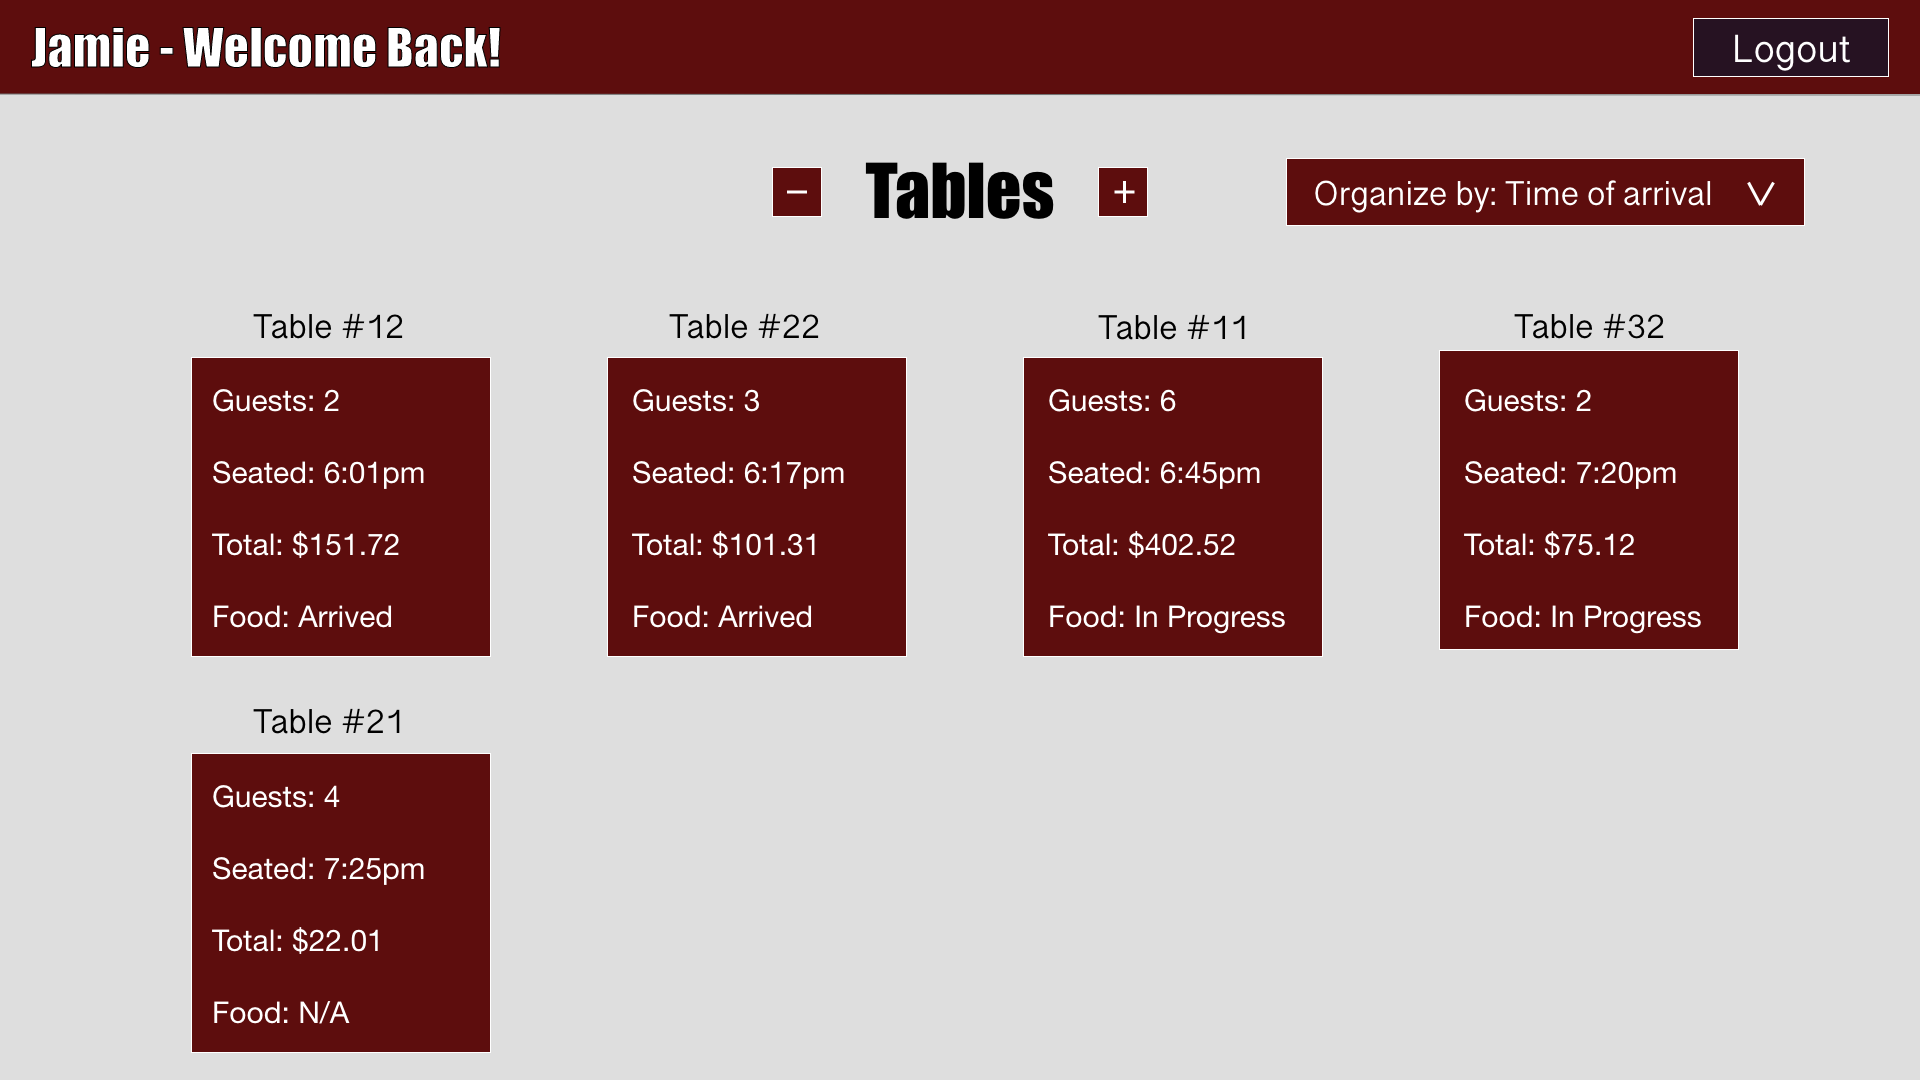 Jamie - Welcome Back!
Logout
− Tables +
Organize by: Time of arrival
Table #12
Guests: 2
Seated: 6:01pm
Total: $151.72
Food: Arrived
Table #22
Guests: 3
Seated: 6:17pm
Total: $101.31
Food: Arrived
Table #11
Guests: 6
Seated: 6:45pm
Total: $402.52
Food: In Progress
Table #32
Guests: 2
Seated: 7:20pm
Total: $75.12
Food: In Progress
Table #21
Guests: 4
Seated: 7:25pm
Total: $22.01
Food: N/A